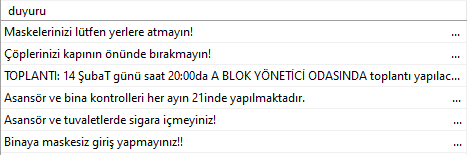 duyuru
Maskelerinizi lütfen yerlere atmayın! ...
Çöplerinizi kapının önünde bırakmayın! ...
TOPLANTI: 14 ŞubaT günü saat 20:00da A BLOK YÖNETİCİ ODASINDA toplantı yapılac...
Asansör ve bina kontrolleri her ayın 21inde yapılmaktadır. ...
Asansör ve tuvaletlerde sigara içmeyiniz! ...
Binaya maskesiz giriş yapmayınız!! ...